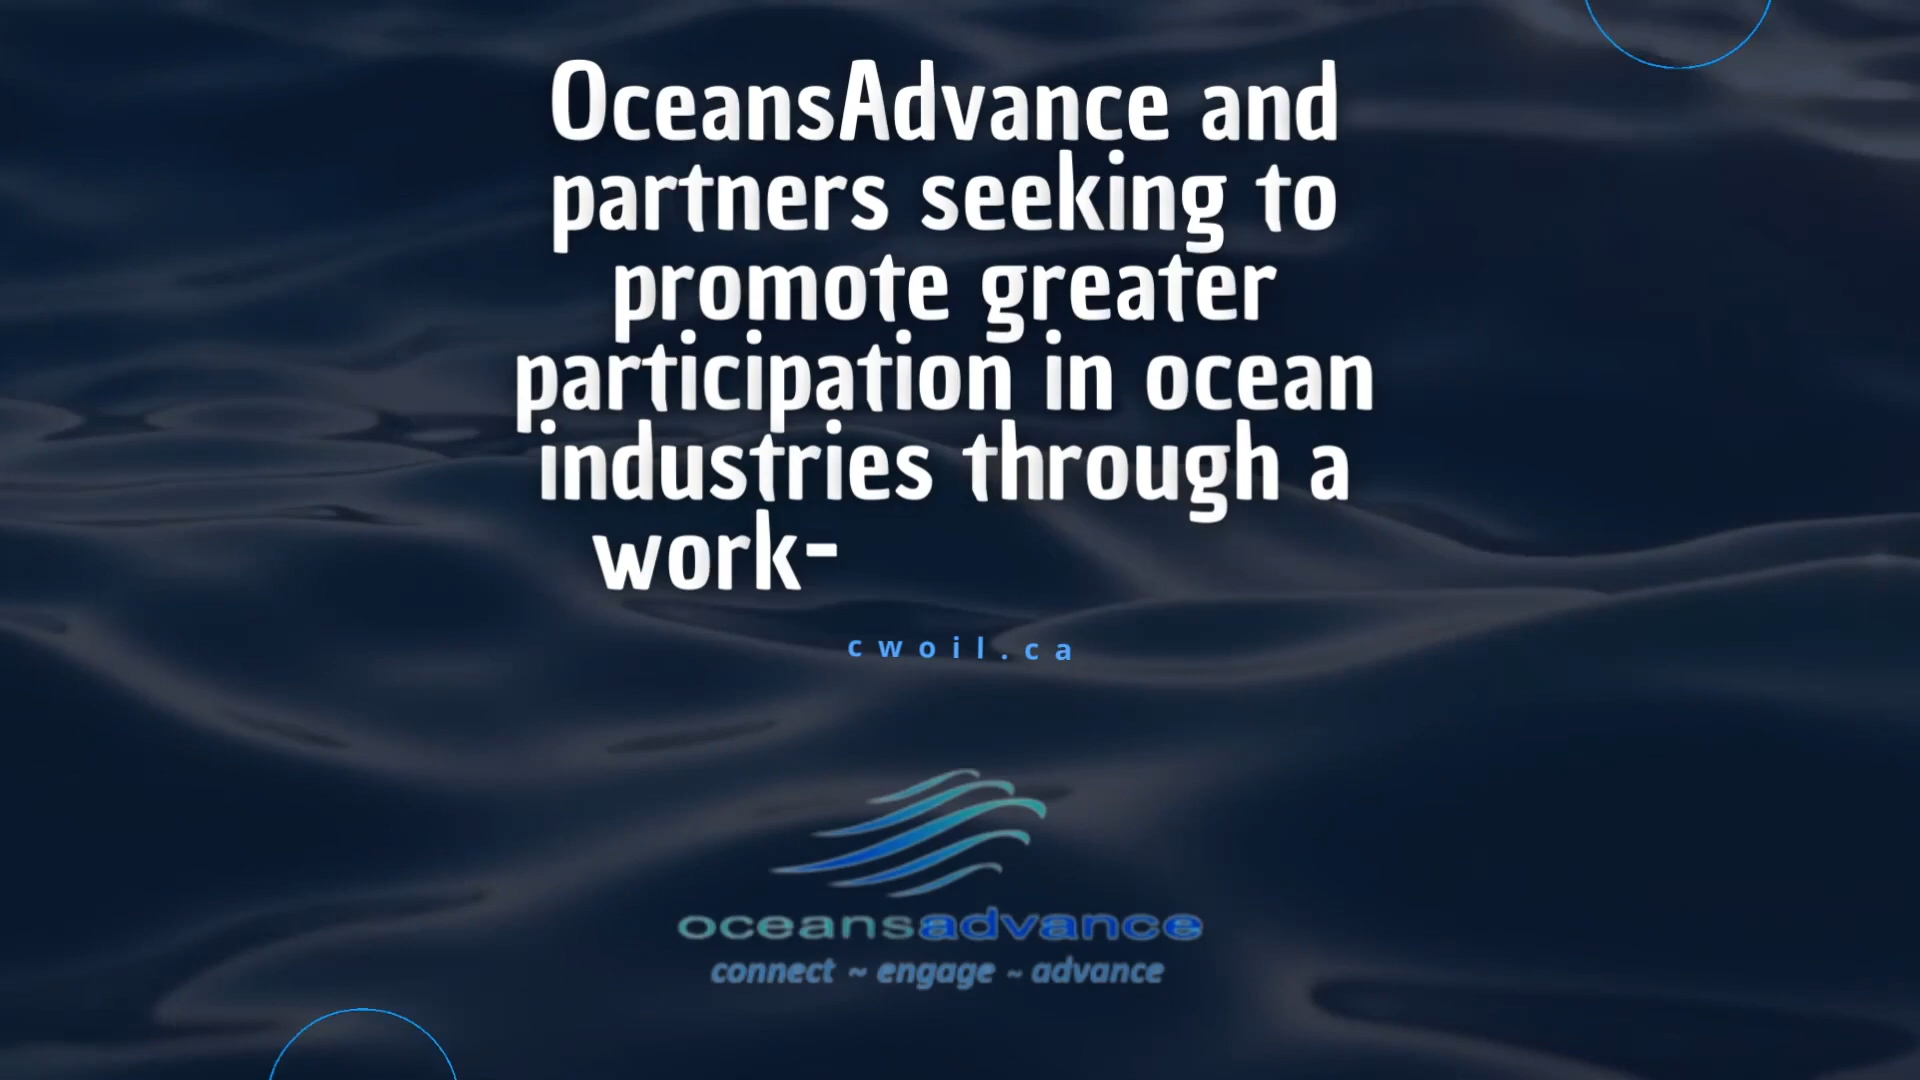 OceansAdvance and
partners seeking to
promote greater
participation in ocean
industries through a
work-
cwoil.ca
oceansadvance
connect ~ engage ~ advance